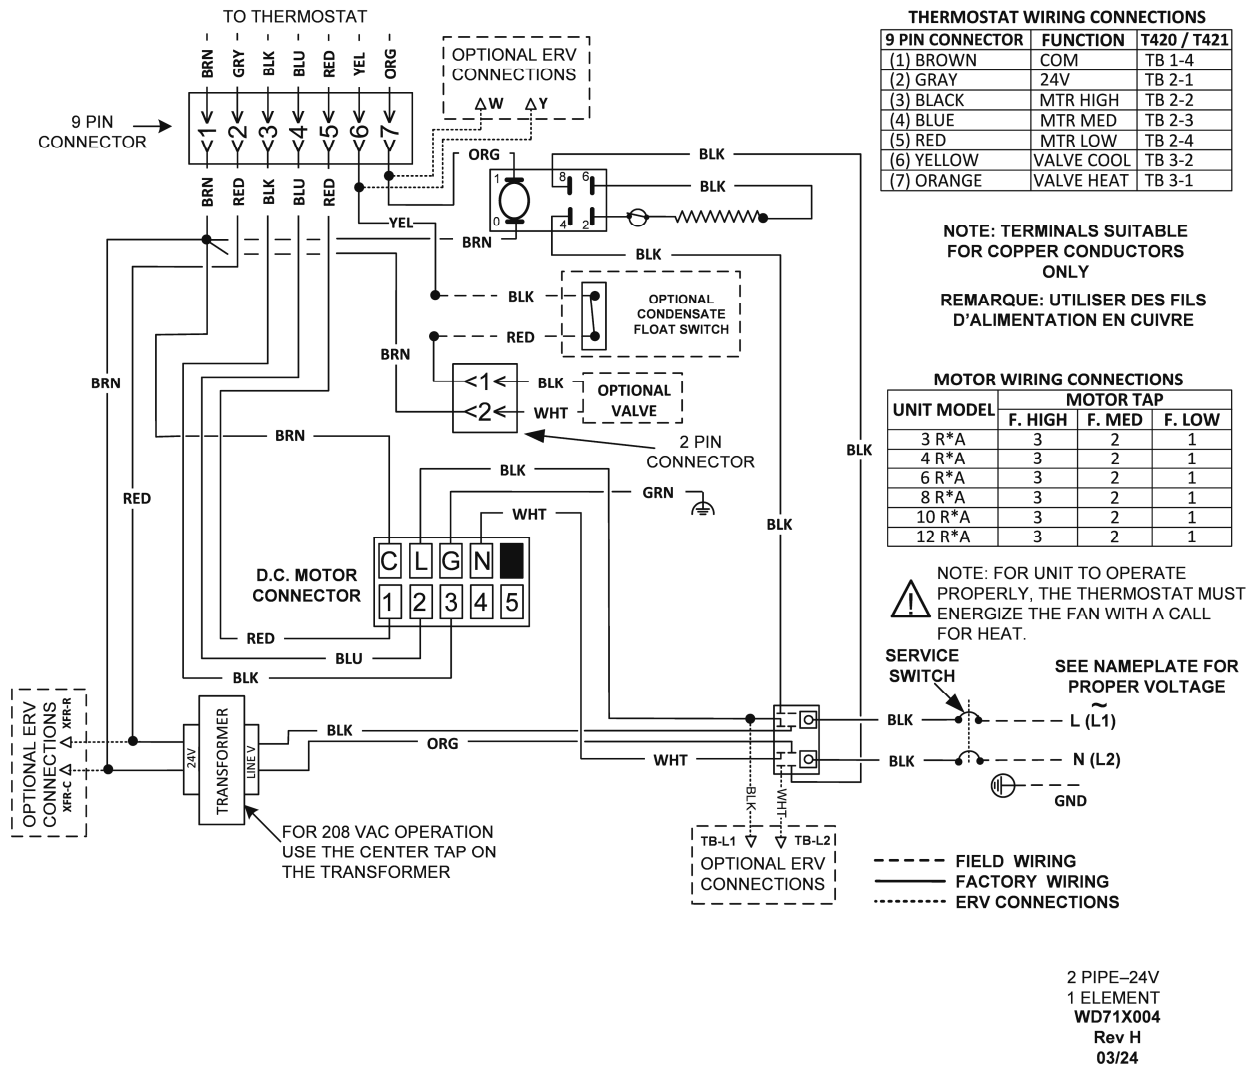 TO THERMOSTAT
BRN GRY BLK BLU RED YEL ORG
9 PIN
CONNECTOR
1 2 3 4 5 6 7
BRN RED BLK BLU RED
OPTIONAL ERV
CONNECTIONS
W Y
ORG
1 8 6
0 4 2
BLK
BLK
YEL
BRN
BLK
BLK
OPTIONAL
CONDENSATE
FLOAT SWITCH
RED
BRN
BRN
1 BLK
2 WHT
OPTIONAL
VALVE
2 PIN
CONNECTOR
BRN
BLK
BLK
RED
GRN
WHT
BLK
D.C. MOTOR
CONNECTOR
C L G N
1 2 3 4 5
RED
BLU
BLK
OPTIONAL ERV
CONNECTIONS
XFR-R
XFR-C
24V
TRANSFORMER
LINE V
BLK
ORG
WHT
FOR 208 VAC OPERATION
USE THE CENTER TAP ON
THE TRANSFORMER
BLK
WHT
TB-L1 TB-L2
OPTIONAL ERV
CONNECTIONS
THERMOSTAT WIRING CONNECTIONS
9 PIN CONNECTOR FUNCTION T420 / T421
(1) BROWN COM TB 1-4
(2) GRAY 24V TB 2-1
(3) BLACK MTR HIGH TB 2-2
(4) BLUE MTR MED TB 2-3
(5) RED MTR LOW TB 2-4
(6) YELLOW VALVE COOL TB 3-2
(7) ORANGE VALVE HEAT TB 3-1
NOTE: TERMINALS SUITABLE
FOR COPPER CONDUCTORS
ONLY
REMARQUE: UTILISER DES FILS
D'ALIMENTATION EN CUIVRE
MOTOR WIRING CONNECTIONS
UNIT MODEL MOTOR TAP
F. HIGH F. MED F. LOW
3 R*A 3 2 1
4 R*A 3 2 1
6 R*A 3 2 1
8 R*A 3 2 1
10 R*A 3 2 1
12 R*A 3 2 1
NOTE: FOR UNIT TO OPERATE
PROPERLY, THE THERMOSTAT MUST
ENERGIZE THE FAN WITH A CALL
FOR HEAT.
SERVICE
SWITCH
SEE NAMEPLATE FOR
PROPER VOLTAGE
~
BLK L (L1)
BLK N (L2)
GND
FIELD WIRING
FACTORY WIRING
ERV CONNECTIONS
2 PIPE–24V
1 ELEMENT
WD71X004
Rev H
03/24